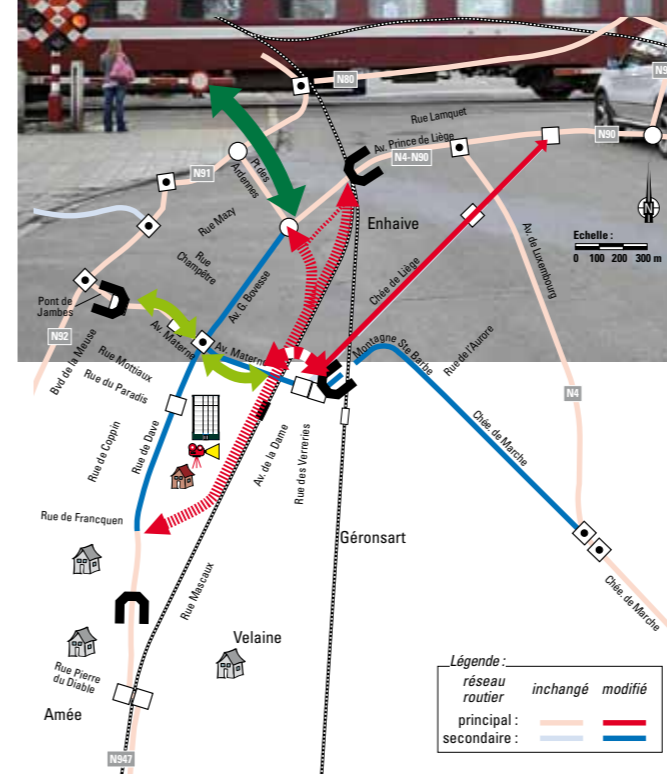 N80
Rue Lamquet
N9
Av. Prince de Liège
N90
N4-N90
N91
Pt.des
Ardennes
Rue Mazy
Enhaive
N
Echelle :
0 100 200 300 m
Rue
Champêtre
Av. G. Bovesse
Av. de Luxembourg
Chée de Liège
Pont de
Jambes
N92
Av. Materne
Av. Matern
Montagne Ste Barbe
Rue de l'Aurore
Bvd de la Meuse
Rue Mottiaux
Rue du Paradis
N4
Rue de Coppin
Rue de Dave
Av. de la Dame
Rue des Verreries
Chée. de Marche
Rue de Francquen
Géronsart
Rue Mascaux
Chée. de Marche
Velaine
Rue Pierre
du Diable
Amée
N947
Légende :
réseau
routier inchangé modifié
principal :
secondaire :